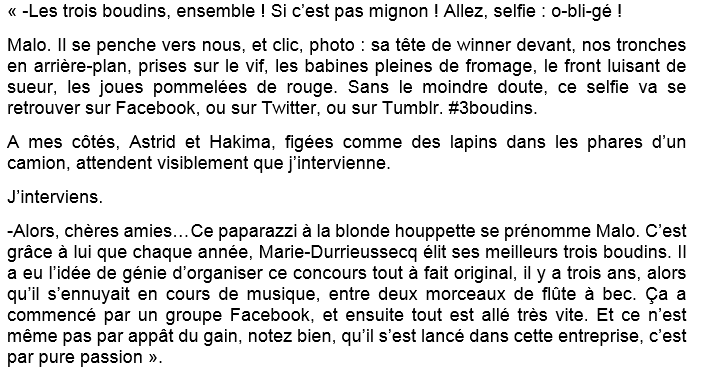 « -Les trois boudins, ensemble ! Si c’est pas mignon ! Allez, selfie : o-bli-gé !
Malo. Il se penche vers nous, et clic, photo : sa tête de winner devant, nos tronches
en arrière-plan, prises sur le vif, les babines pleines de fromage, le front luisant de
sueur, les joues pommelées de rouge. Sans le moindre doute, ce selfie va se
retrouver sur Facebook, ou sur Twitter, ou sur Tumblr. #3boudins.
A mes côtés, Astrid et Hakima, figées comme des lapins dans les phares d’un
camion, attendent visiblement que j’intervienne.
J’interviens.
-Alors, chères amies…Ce paparazzi à la blonde houppette se prénomme Malo. C’est
grâce à lui que chaque année, Marie-Durrieussecq élit ses meilleurs trois boudins. Il
a eu l’idée de génie d’organiser ce concours tout à fait original, il y a trois ans, alors
qu’il s’ennuyait en cours de musique, entre deux morceaux de flûte à bec. Ça a
commencé par un groupe Facebook, et ensuite tout est allé très vite. Et ce n’est
même pas par appât du gain, notez bien, qu’il s’est lancé dans cette entreprise, c’est
par pure passion ».